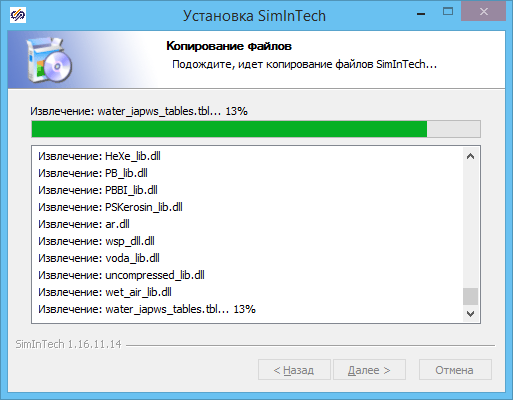 Установка SimInTech
Копирование файлов
Подождите, идет копирование файлов SimInTech...
Извлечение: water_iapws_tables.tbl... 13%
Извлечение: HeXe_lib.dll
Извлечение: PB_lib.dll
Извлечение: PBBI_lib.dll
Извлечение: PSKerosin_lib.dll
Извлечение: ar.dll
Извлечение: wsp_dll.dll
Извлечение: voda_lib.dll
Извлечение: uncompressed_lib.dll
Извлечение: wet_air_lib.dll
Извлечение: water_iapws_tables.tbl... 13%
SimInTech 1.16.11.14
< Назад
Далее >
Отмена